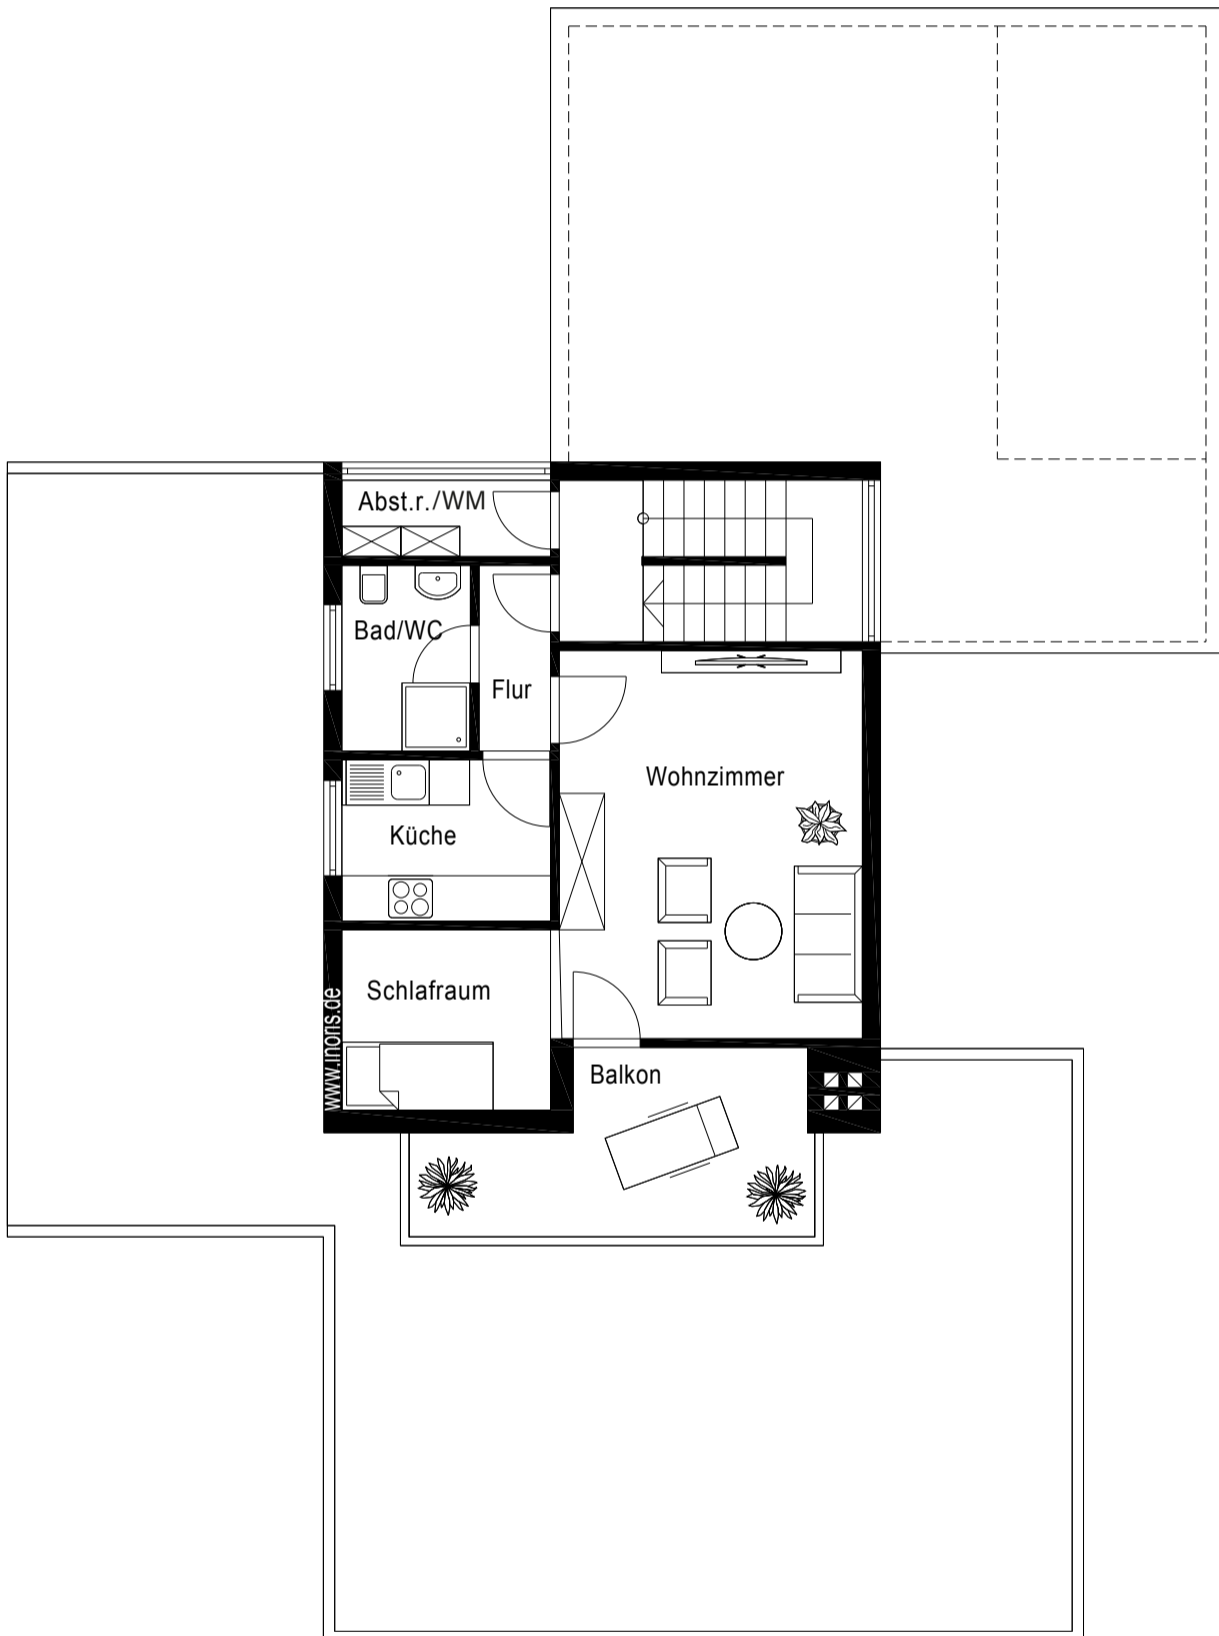 Abst.r./WM
Bad/WC
Flur
Wohnzimmer
Küche
Schlafraum
www.inoris.de
Balkon